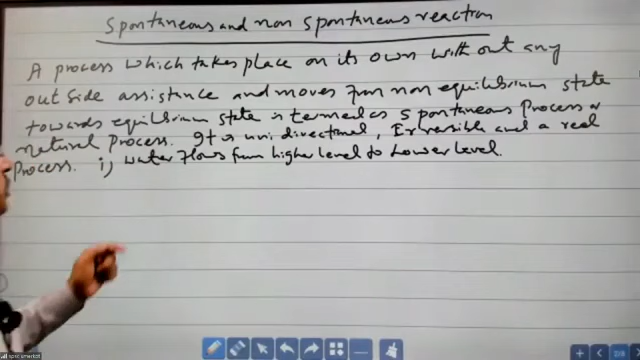 Spontaneous and non spontaneous reaction
A process which takes place on its own with out any
out side assistance and moves from non equilibrium state
towards equilibrium state is termed as spontaneous process or
natural process. It is uni directional, Irreversible and a real
process. i) water flows from higher level to Lower level.